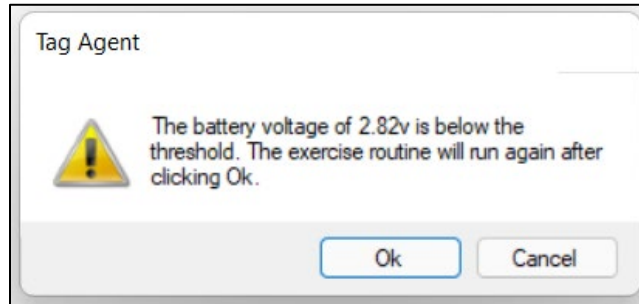 Tag Agent
The battery voltage of 2.82v is below the
threshold. The exercise routine will run again after
clicking Ok.
Ok
Cancel